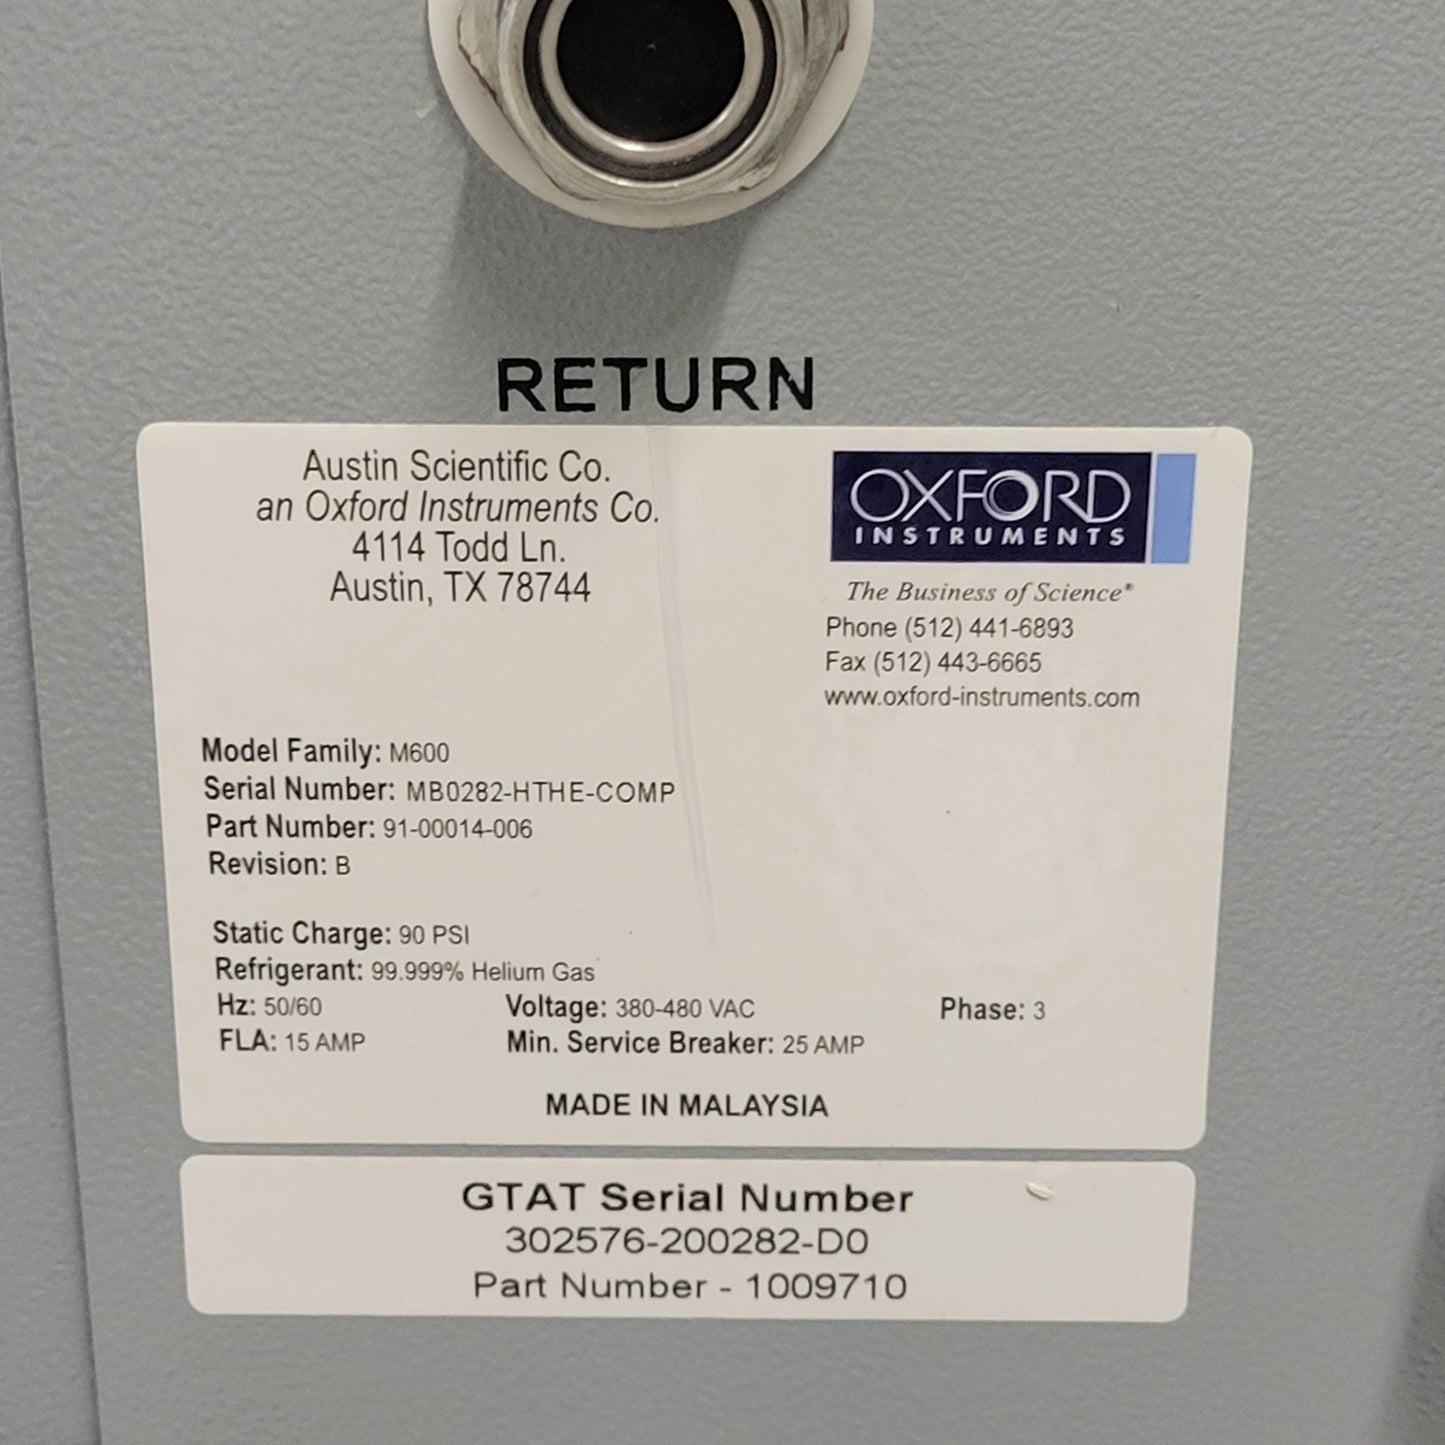 RETURN
Austin Scientific Co.
an Oxford Instruments Co.
4114 Todd Ln.
Austin, TX 78744
OXFORD
INSTRUMENTS
The Business of Science®
Phone (512) 441-6893
Fax (512) 443-6665
www.oxford-instruments.com
Model Family: M600
Serial Number: MB0282-HTHE-COMP
Part Number: 91-00014-006
Revision: B
Static Charge: 90 PSI
Refrigerant: 99.999% Helium Gas
Hz: 50/60 Voltage: 380-480 VAC Phase: 3
FLA: 15 AMP Min. Service Breaker: 25 AMP
MADE IN MALAYSIA
GTAT Serial Number
302576-200282-D0
Part Number - 1009710